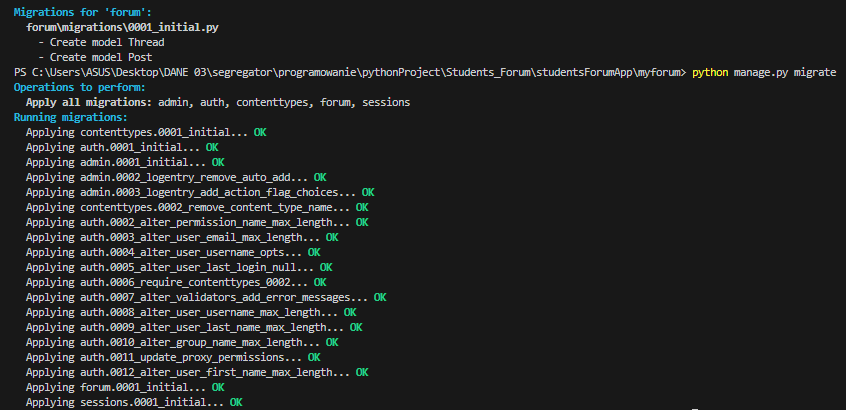 Migrations for 'forum':
forum\migrations\0001_initial.py
- Create model Thread
- Create model Post
PS C:\Users\ASUS\Desktop\DANE 03\segregator\programowanie\pythonProject\Students_Forum\studentsForumApp\myforum> python manage.py migrate
Operations to perform:
Apply all migrations: admin, auth, contenttypes, forum, sessions
Running migrations:
Applying contenttypes.0001_initial... OK
Applying auth.0001_initial... OK
Applying admin.0001_initial... OK
Applying admin.0002_logentry_remove_auto_add... OK
Applying admin.0003_logentry_add_action_flag_choices... OK
Applying contenttypes.0002_remove_content_type_name... OK
Applying auth.0002_alter_permission_name_max_length... OK
Applying auth.0003_alter_user_email_max_length... OK
Applying auth.0004_alter_user_username_opts... OK
Applying auth.0005_alter_user_last_login_null... OK
Applying auth.0006_require_contenttypes_0002... OK
Applying auth.0007_alter_validators_add_error_messages... OK
Applying auth.0008_alter_user_username_max_length... OK
Applying auth.0009_alter_user_last_name_max_length... OK
Applying auth.0010_alter_group_name_max_length... OK
Applying auth.0011_update_proxy_permissions... OK
Applying auth.0012_alter_user_first_name_max_length... OK
Applying forum.0001_initial... OK
Applying sessions.0001_initial... OK